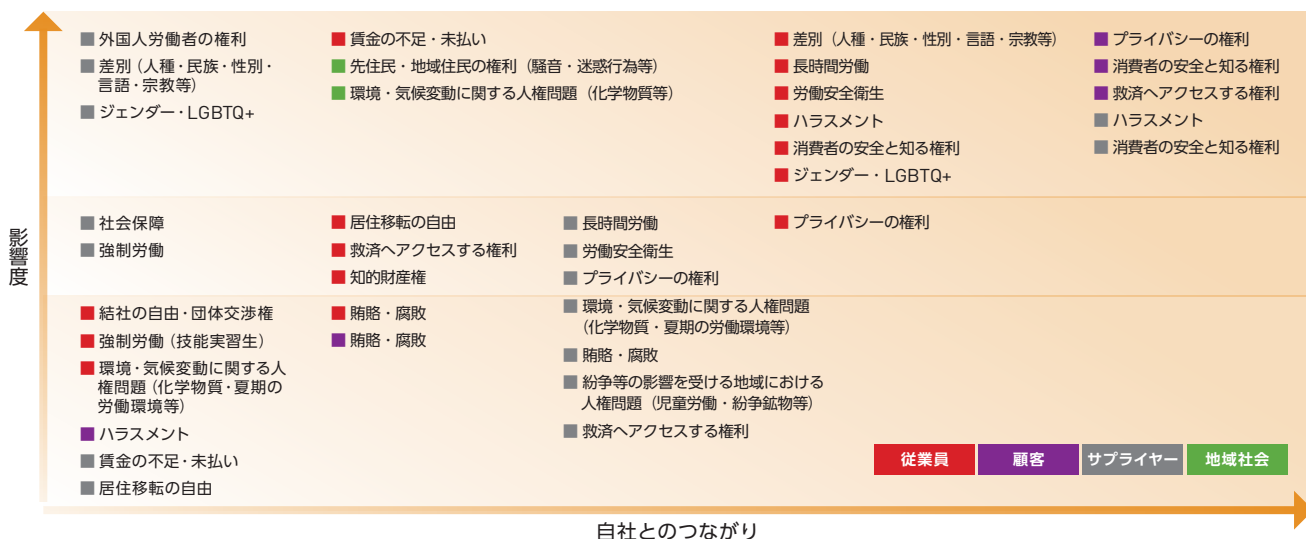 影響度
外国人労働者の権利
差別（人種・民族・性別・
言語・宗教等）
ジェンダー・LGBTQ+
賃金の不足・未払い
先住民・地域住民の権利（騒音・迷惑行為等）
環境・気候変動に関する人権問題（化学物質等）
差別（人種・民族・性別・言語・宗教等）
長時間労働
労働安全衛生
ハラスメント
消費者の安全と知る権利
ジェンダー・LGBTQ+
プライバシーの権利
消費者の安全と知る権利
救済へアクセスする権利
ハラスメント
消費者の安全と知る権利
社会保障
強制労働
居住移転の自由
救済へアクセスする権利
知的財産権
長時間労働
労働安全衛生
プライバシーの権利
プライバシーの権利
結社の自由・団体交渉権
強制労働（技能実習生）
環境・気候変動に関する人
権問題（化学物質・夏期の
労働環境等）
ハラスメント
賃金の不足・未払い
居住移転の自由
賄賂・腐敗
賄賂・腐敗
環境・気候変動に関する人権問題
（化学物質・夏期の労働環境等）
賄賂・腐敗
紛争等の影響を受ける地域における
人権問題（児童労働・紛争鉱物等）
救済へアクセスする権利
従業員
顧客
サプライヤー
地域社会
自社とのつながり